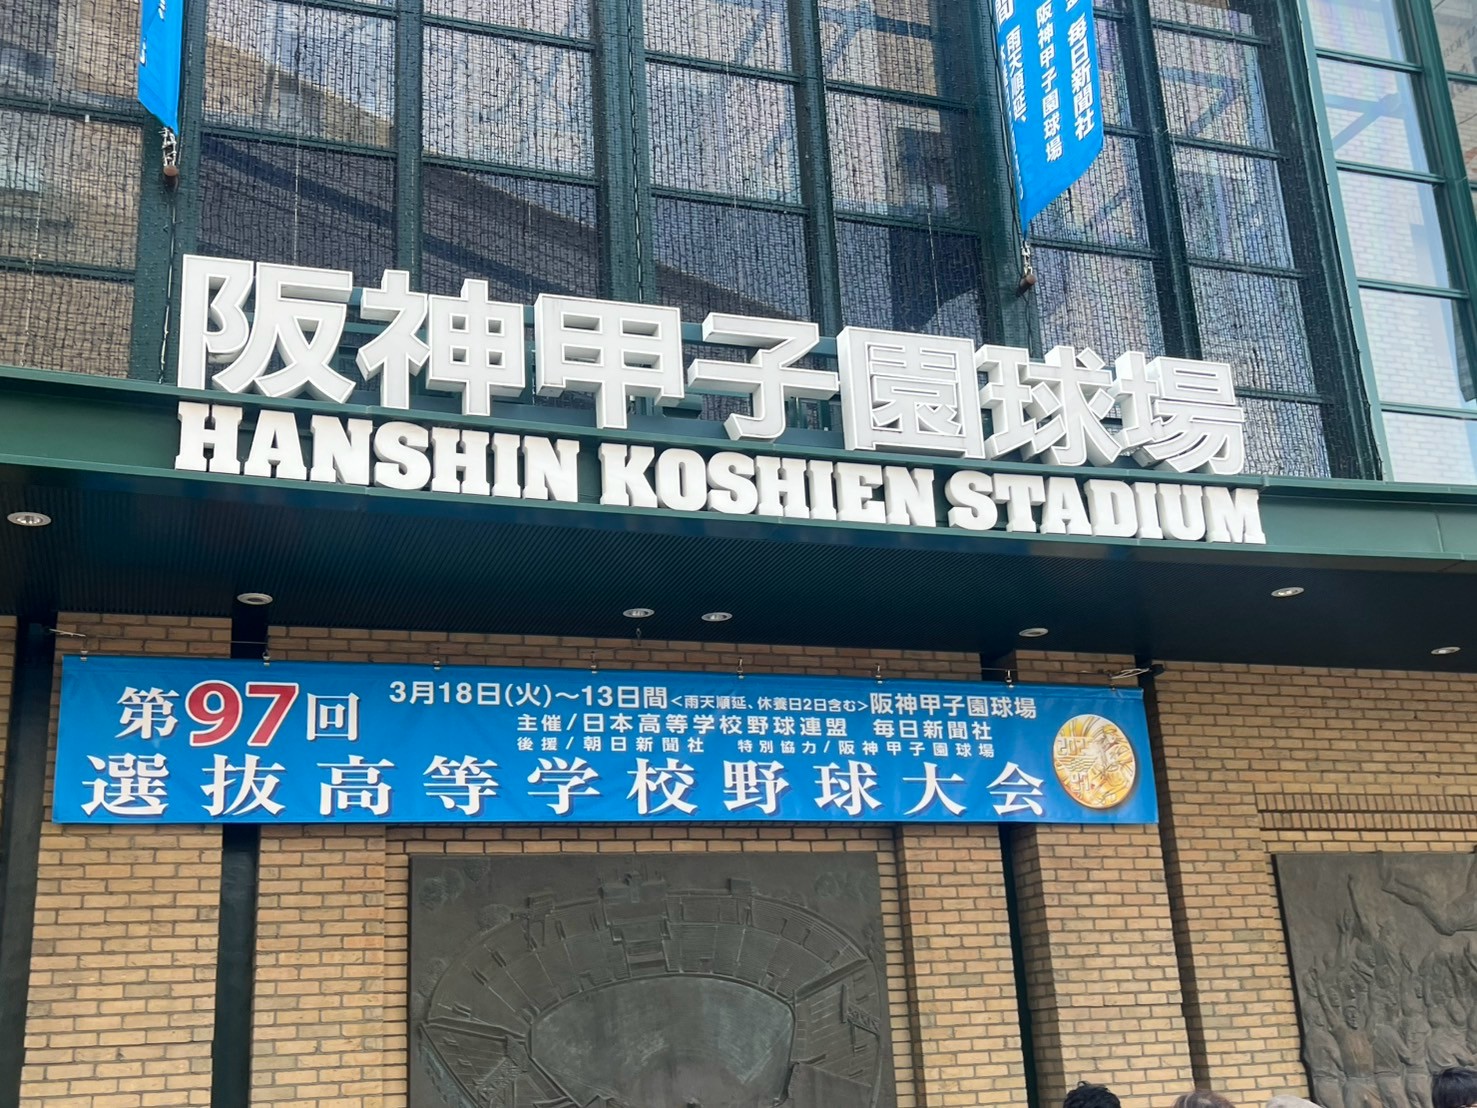 毎日新聞社
阪神甲子園球場
雨天順延、
阪神甲子園球場
HANSHIN KOSHIEN STADIUM
第97回
3月18日(火)~13日間<雨天順延、休養日2日含む>阪神甲子園球場
主催/日本高等学校野球連盟 毎日新聞社
後援/朝日新聞社 特別協力/阪神甲子園球場
選抜高等学校野球大会